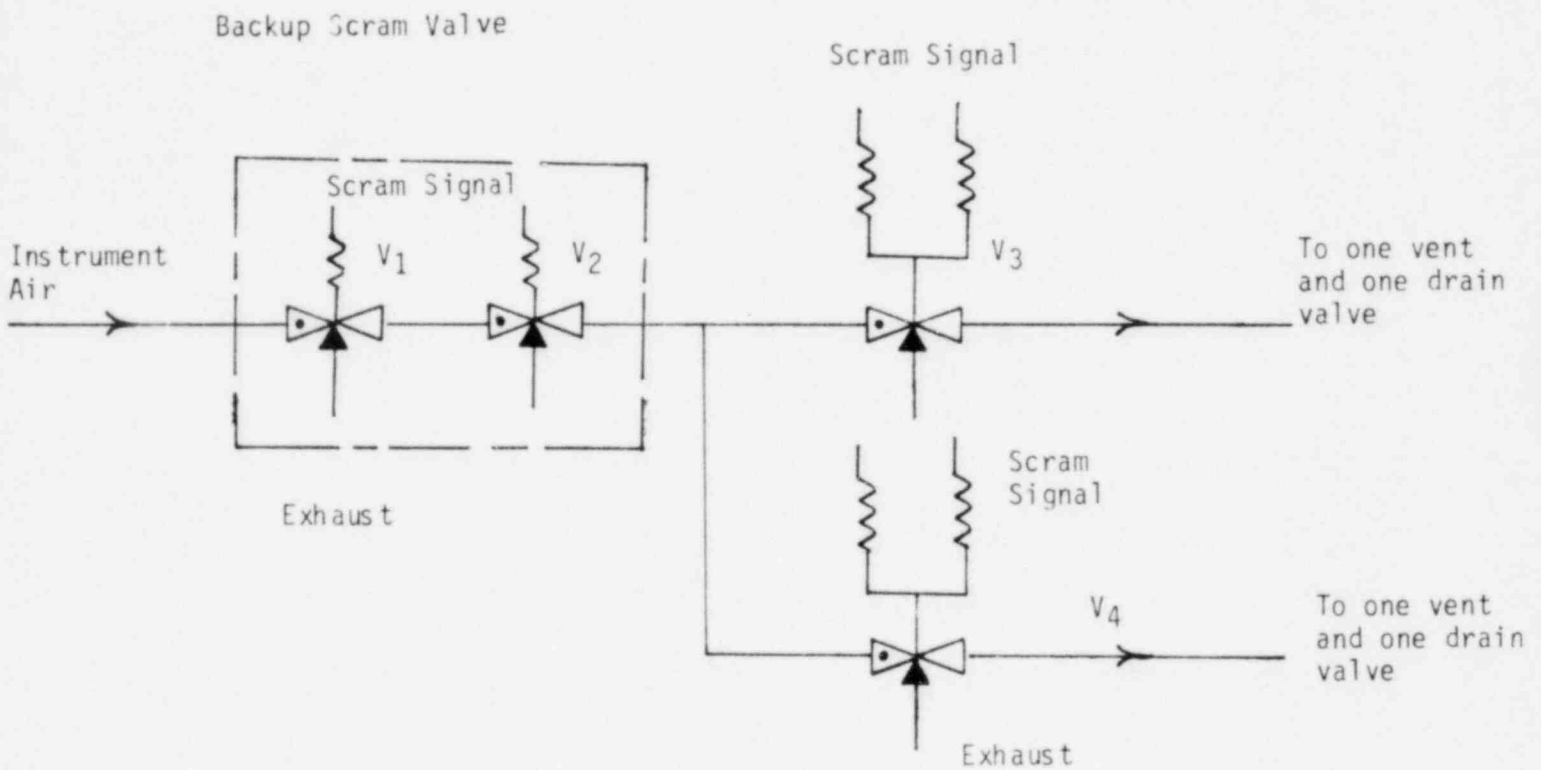 Backup Scram Valve
Scram Signal
Scram Signal
Instrument
Air
V1
V2
V3
To one vent
and one drain
valve
Exhaust
Scram
Signal
V4
To one vent
and one drain
valve
Exhaust